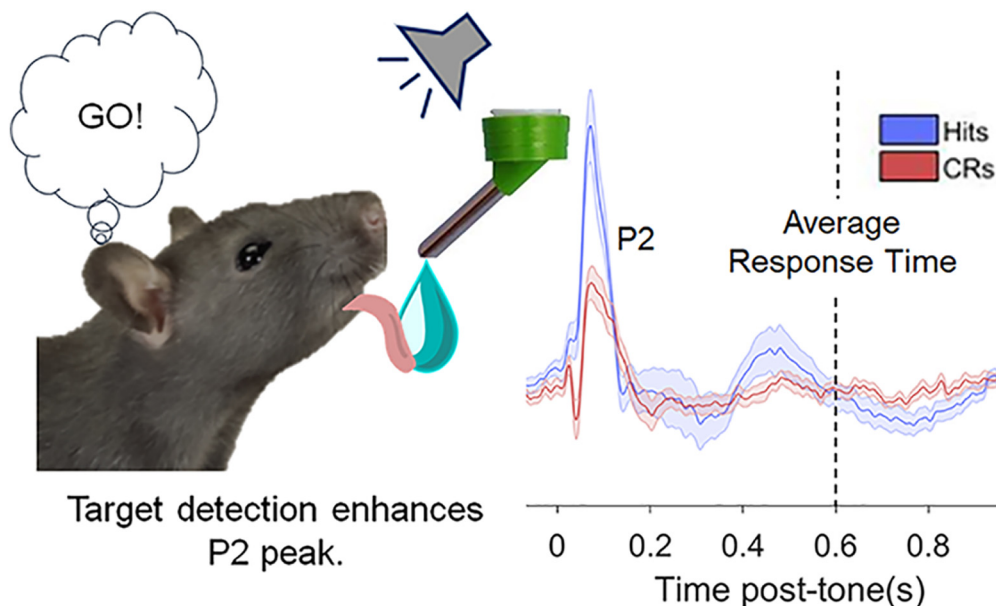 GO!
Hits
CRs
P2
Average
Response Time
Target detection enhances
P2 peak.
0 0.2 0.4 0.6 0.8
Time post-tone(s)